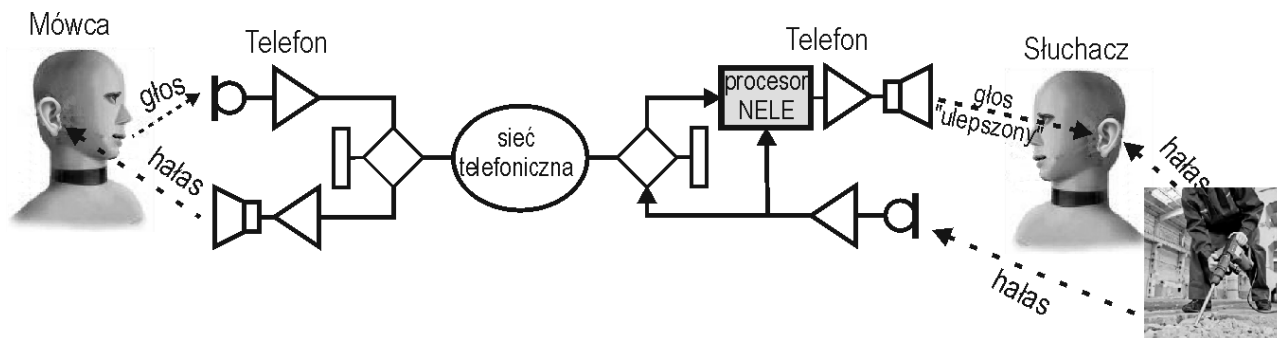 Mówca
Telefon
głos
hałas
sieć
telefoniczna
procesor
NELE
Telefon
głos
"ulepszony"
Słuchacz
hałas
hałas